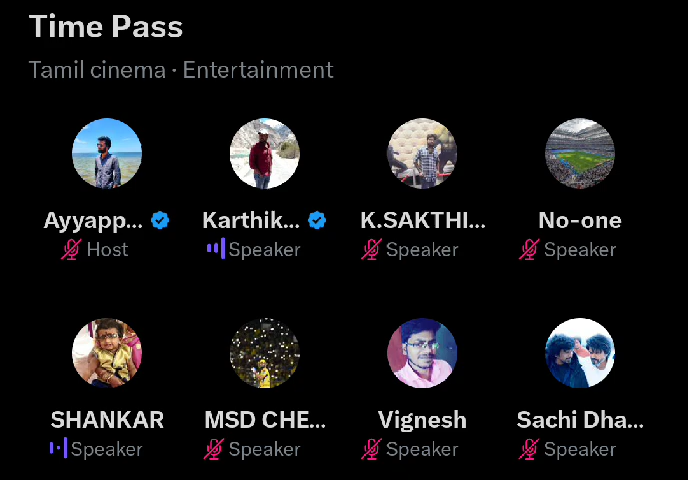 Time Pass
Tamil cinema · Entertainment
Ayyapp... Karthik... K.SAKTHI... No-one
Host Speaker Speaker Speaker
SHANKAR MSD CHE... Vignesh Sachi Dha...
Speaker Speaker Speaker Speaker